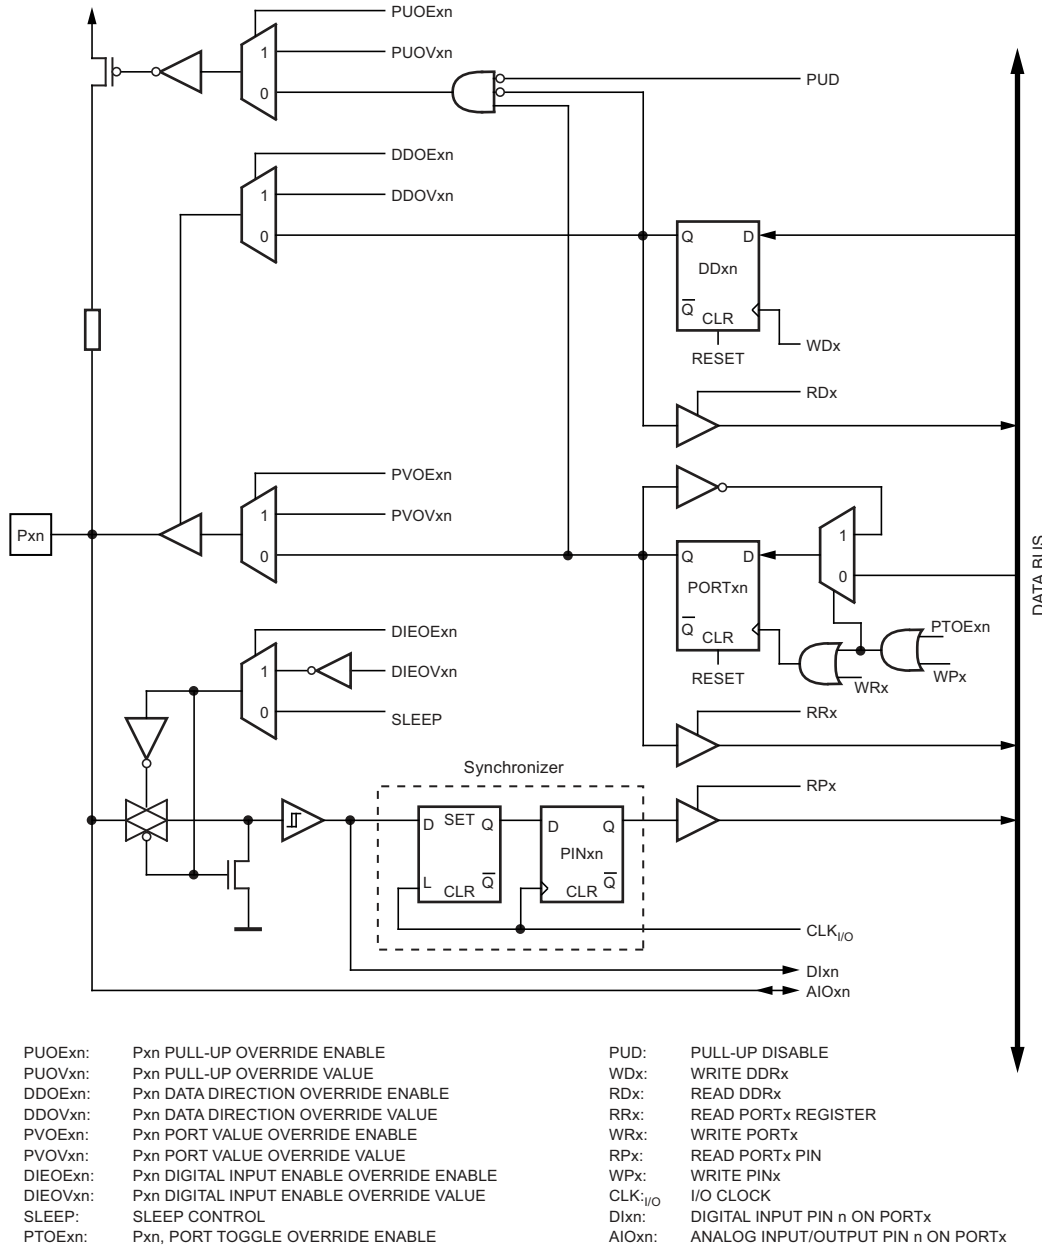 PUOExn
PUOVxn
1
0
PUD
DDOExn
DDOVxn
1
0
Q D
DDxn
Q
CLR
RESET
WDx
RDx
PVOExn
PVOVxn
1
0
Pxn
Q D
PORTxn
Q
CLR
RESET
1
0
PTOExn
WPx
WRx
DATA BUS
DIEOExn
DIEOVxn
SLEEP
1
0
RRx
Synchronizer
RPx
D SET Q
L CLR Q
D Q
PINxn
CLR Q
CLK I/O
DIxn
AIOxn
PUOExn: Pxn PULL-UP OVERRIDE ENABLE
PUOVxn: Pxn PULL-UP OVERRIDE VALUE
DDOExn: Pxn DATA DIRECTION OVERRIDE ENABLE
DDOVxn: Pxn DATA DIRECTION OVERRIDE VALUE
PVOExn: Pxn PORT VALUE OVERRIDE ENABLE
PVOVxn: Pxn PORT VALUE OVERRIDE VALUE
DIEOExn: Pxn DIGITAL INPUT ENABLE OVERRIDE ENABLE
DIEOVxn: Pxn DIGITAL INPUT ENABLE OVERRIDE VALUE
SLEEP: SLEEP CONTROL
PTOExn: Pxn, PORT TOGGLE OVERRIDE ENABLE
PUD: PULL-UP DISABLE
WDx: WRITE DDRx
RDx: READ DDRx
RRx: READ PORTx REGISTER
WRx: WRITE PORTx
RPx: READ PORTx PIN
WPx: WRITE PINx
CLK: I/O I/O CLOCK
DIxn: DIGITAL INPUT PIN n ON PORTx
AIOxn: ANALOG INPUT/OUTPUT PIN n ON PORTx